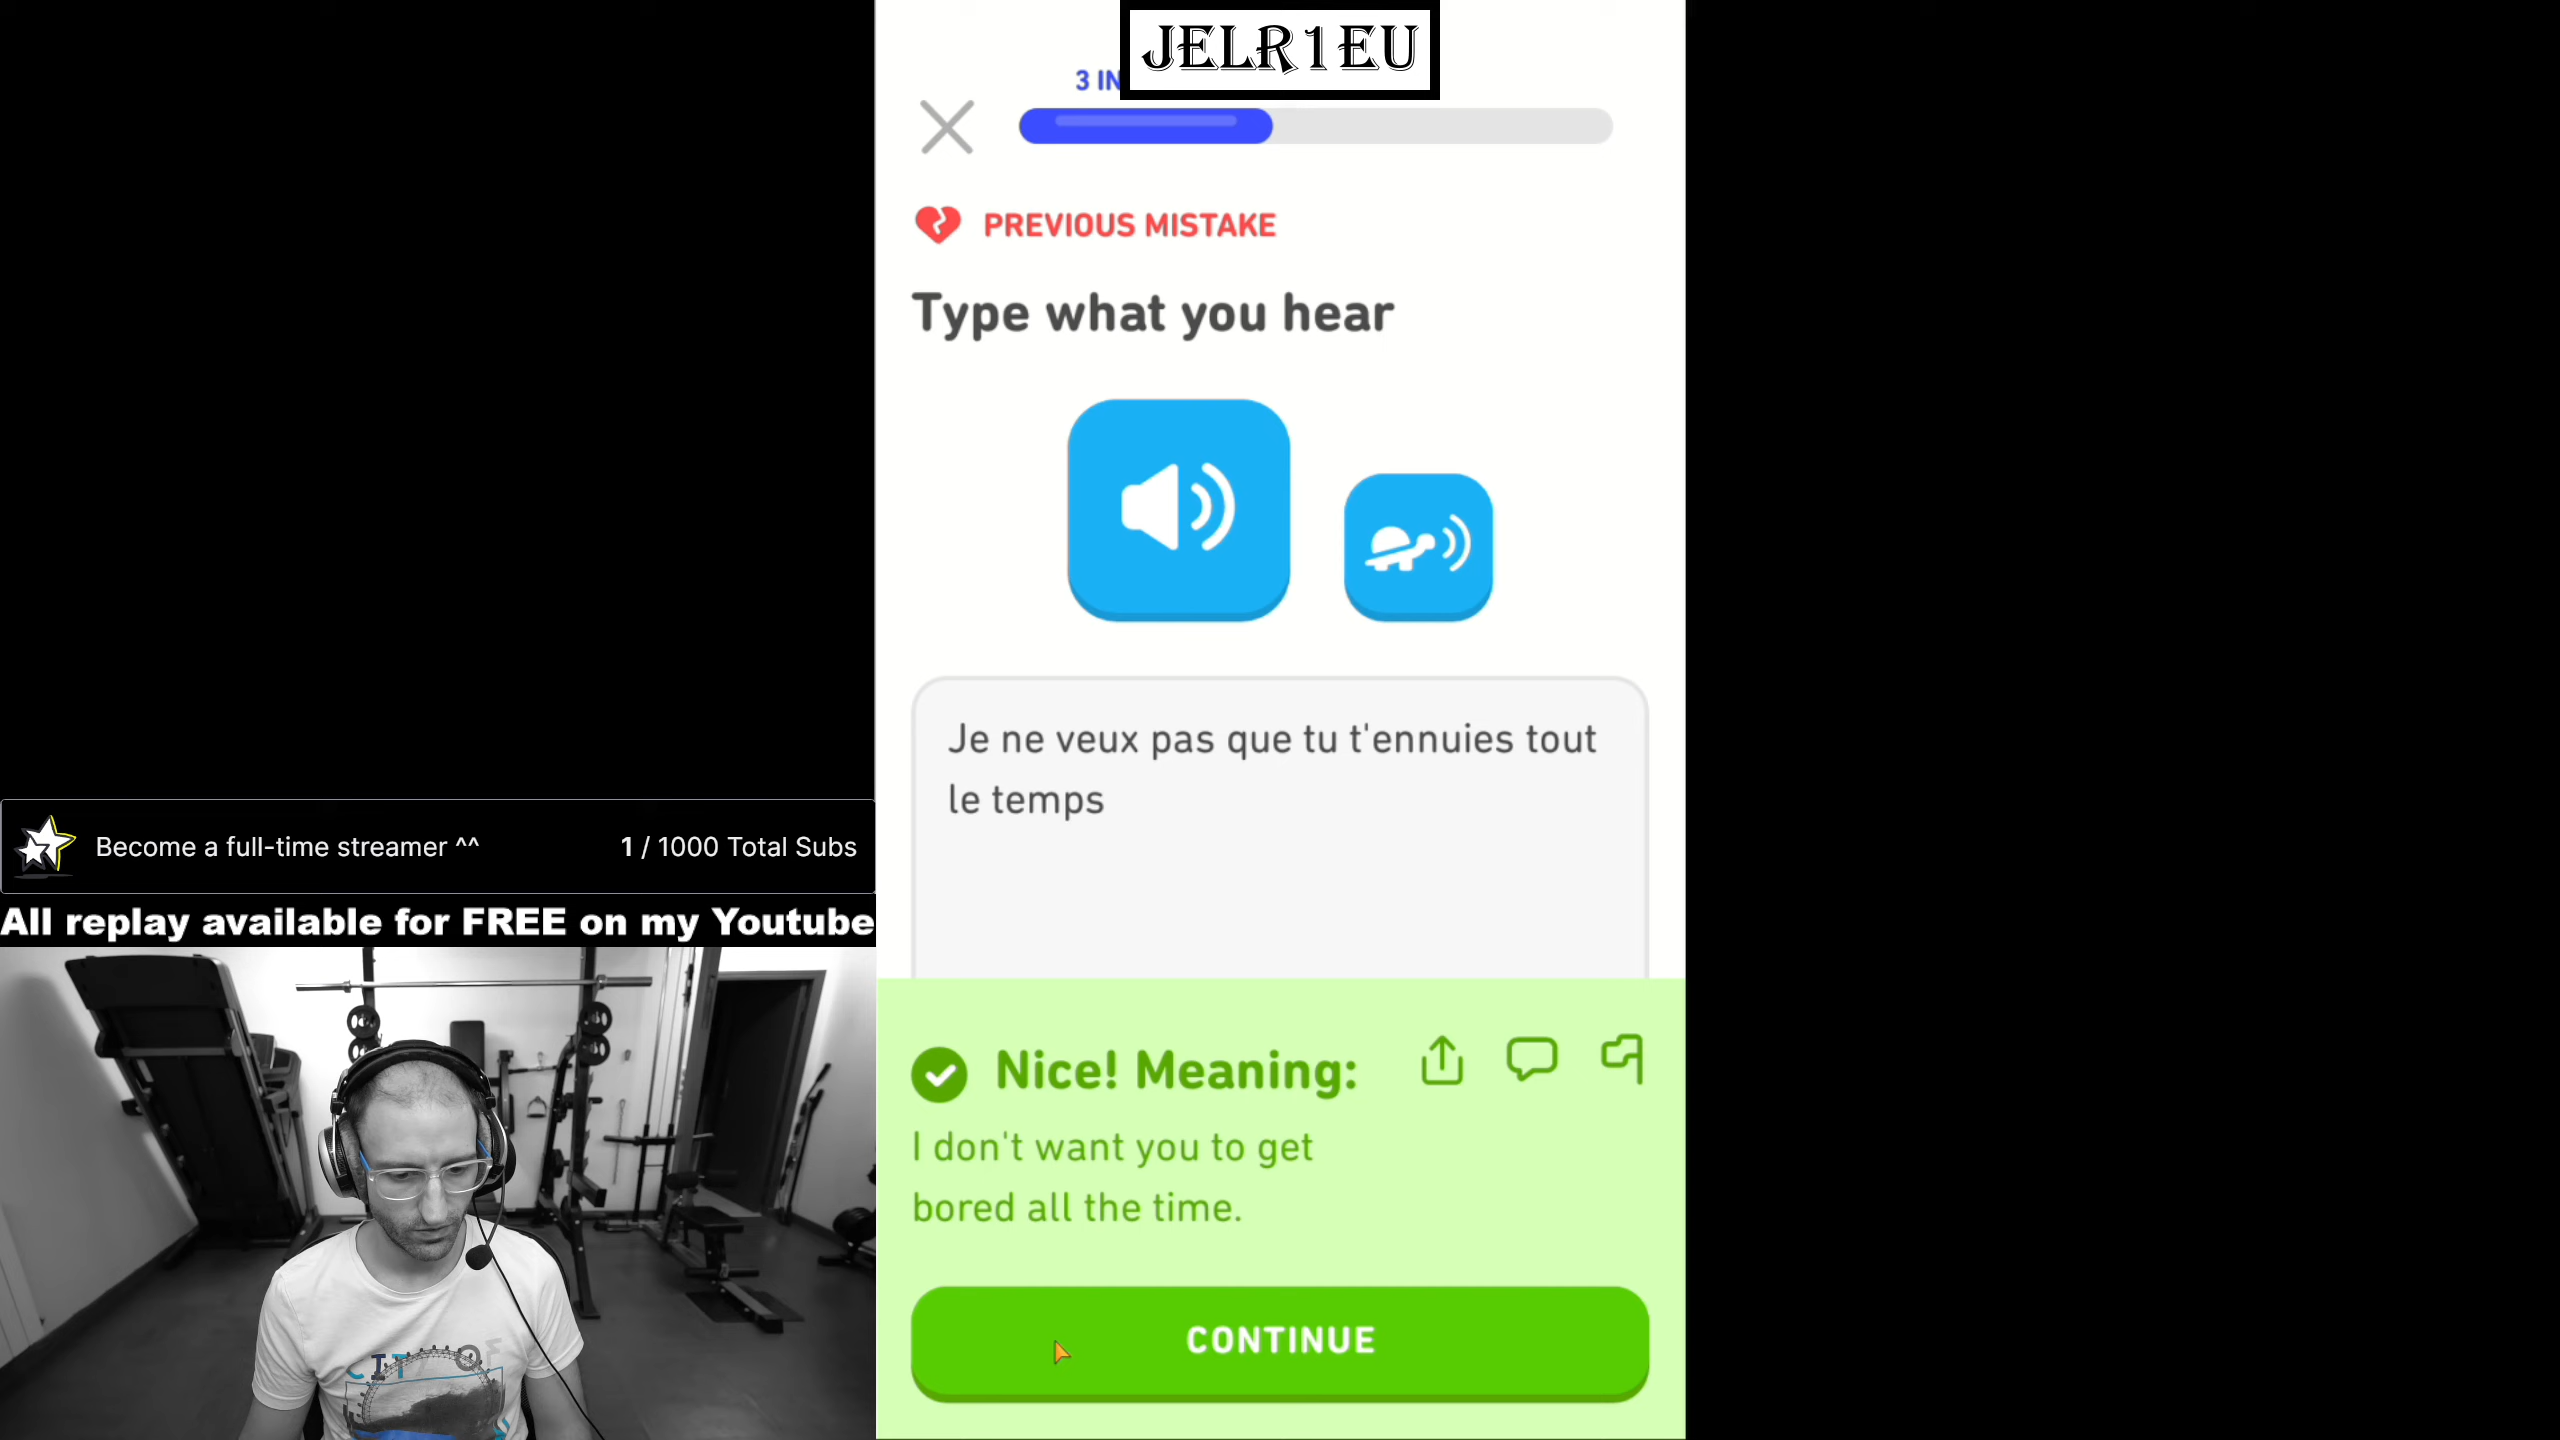 JELR1EU
3 IN
PREVIOUS MISTAKE
Type what you hear
Je ne veux pas que tu t'ennuies tout
le temps
Become a full-time streamer ^^ 1 / 1000 Total Subs
All replay available for FREE on my Youtube
Nice! Meaning:
I don't want you to get
bored all the time.
CONTINUE